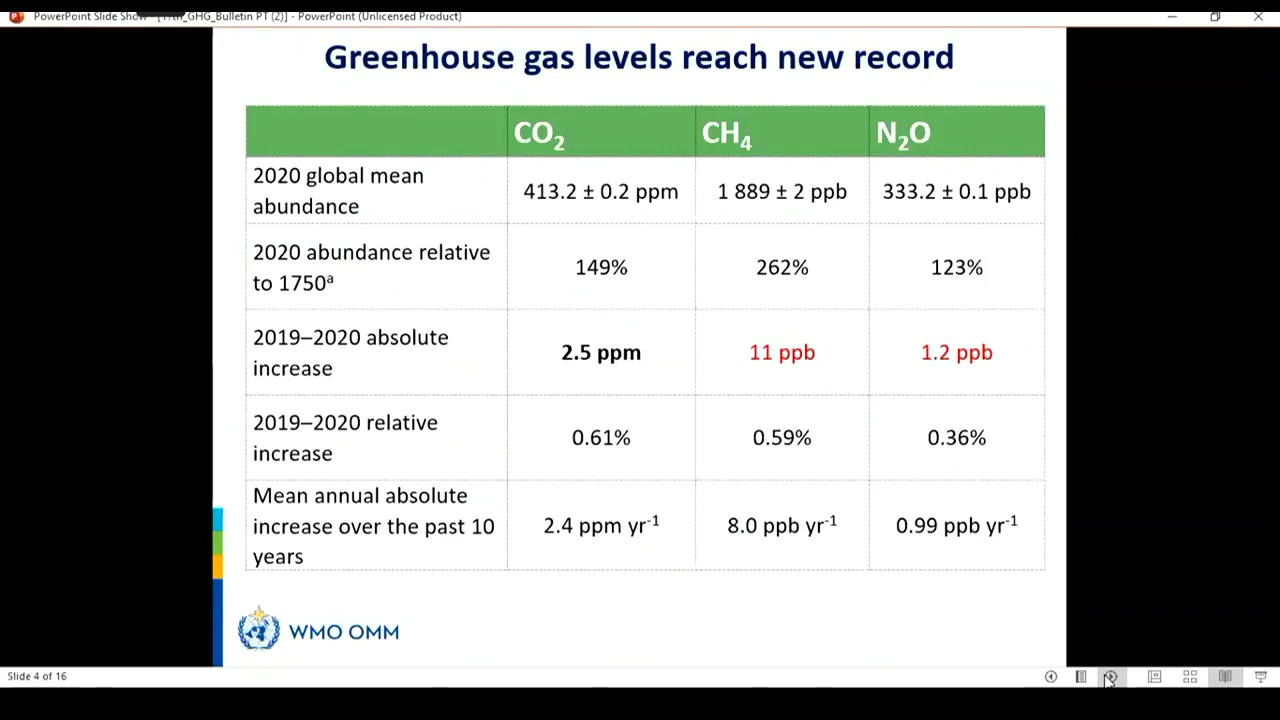 PowerPoint Slide Show - [17th_GHG_Bulletin PT (2)] - PowerPoint (Unlicensed Product)
Greenhouse gas levels reach new record
CO₂ CH₄ N₂O
2020 global mean
abundance
413.2 ± 0.2 ppm 1 889 ± 2 ppb 333.2 ± 0.1 ppb
2020 abundance relative
to 1750ᵃ
149% 262% 123%
2019–2020 absolute
increase
2.5 ppm 11 ppb 1.2 ppb
2019–2020 relative
increase
0.61% 0.59% 0.36%
Mean annual absolute
increase over the past 10
years
2.4 ppm yr⁻¹ 8.0 ppb yr⁻¹ 0.99 ppb yr⁻¹
WMO OMM
Slide 4 of 16